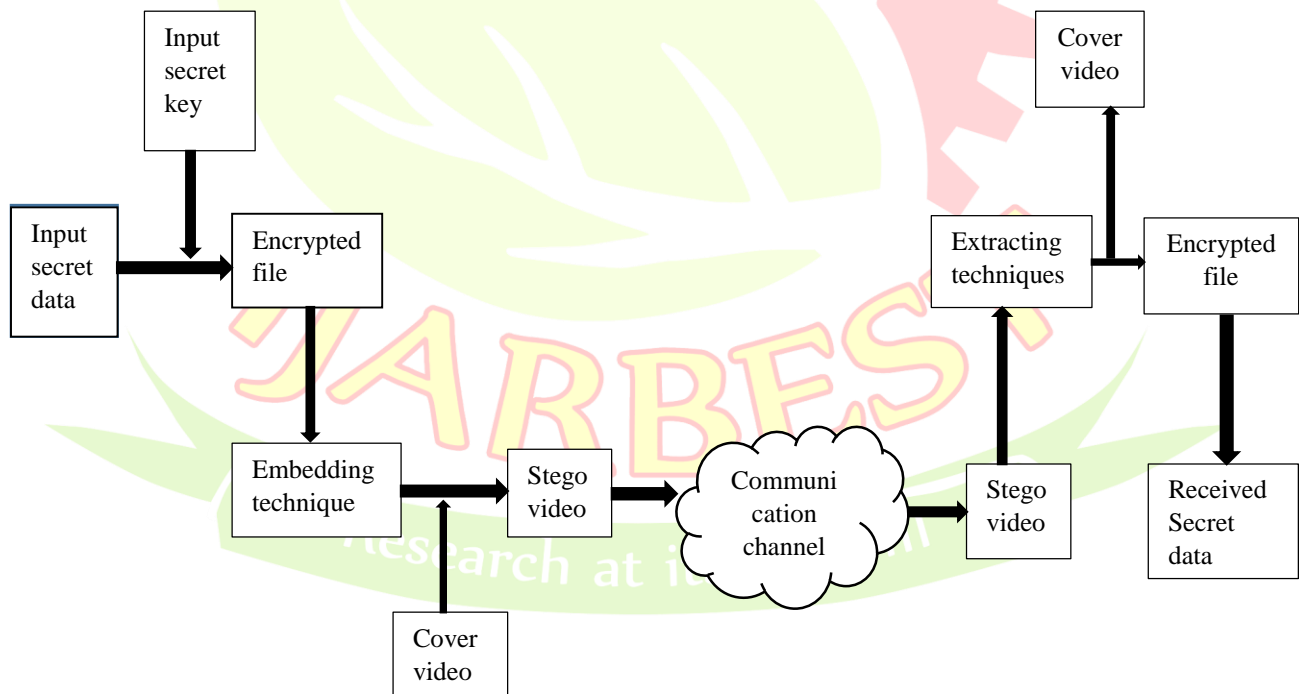 Input
secret
key
Cover
video
Input
secret
data
Encrypted
file
Extracting
techniques
Encrypted
file
Embedding
technique
Stego
video
Communi
cation
channel
Stego
video
Received
Secret
data
Cover
video
IJARBEST
Research at i